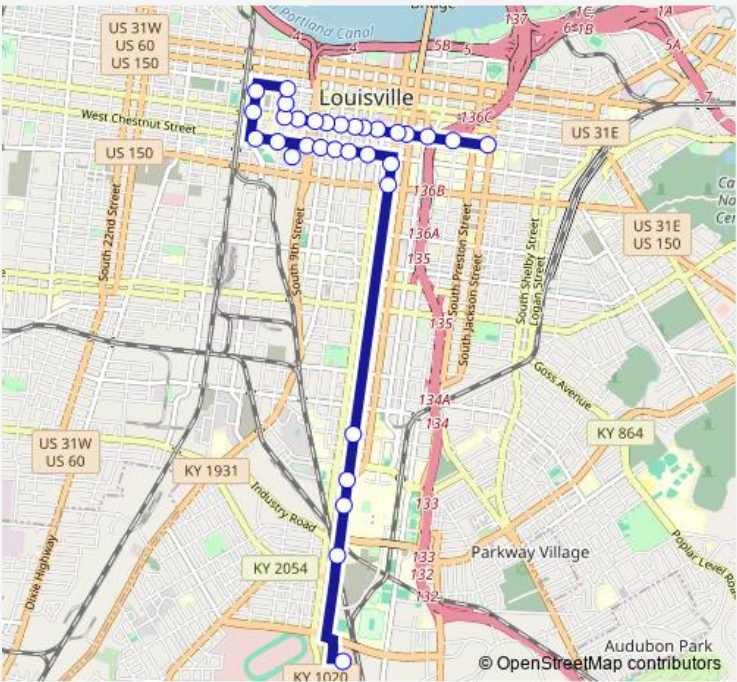 Portland Canal
Bridge
137
1C,
6 1B
1A
5A
7
4
4
5B
5
US 31W
US 60
US 150
Louisville
West Chestnut Street
136C
US 31E
US 150
136B
South 22nd Street
South 9th Street
136A
135
South Preston Street
South Jackson Street
South Shelby Street
Logan Street
US 31E
US 150
135
134A
134
Goss Avenue
KY 864
US 31W
US 60
KY 1931
Industry Road
133
133
132
132
Parkway Village
Poplar Level Road
KY 2054
Dixie Highway
Audubon Park
KY 1020
© OpenStreetMap contributors